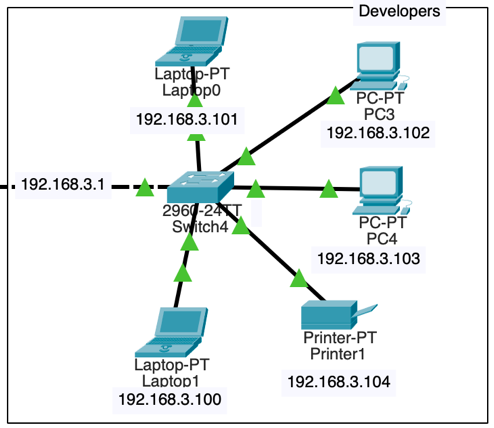 Developers
Laptop-PT
Laptop0
192.168.3.101
PC-PT
PC3
192.168.3.102
192.168.3.1
2960-24TT
Switch4
PC-PT
PC4
192.168.3.103
Laptop-PT
Laptop1
192.168.3.100
Printer-PT
Printer1
192.168.3.104